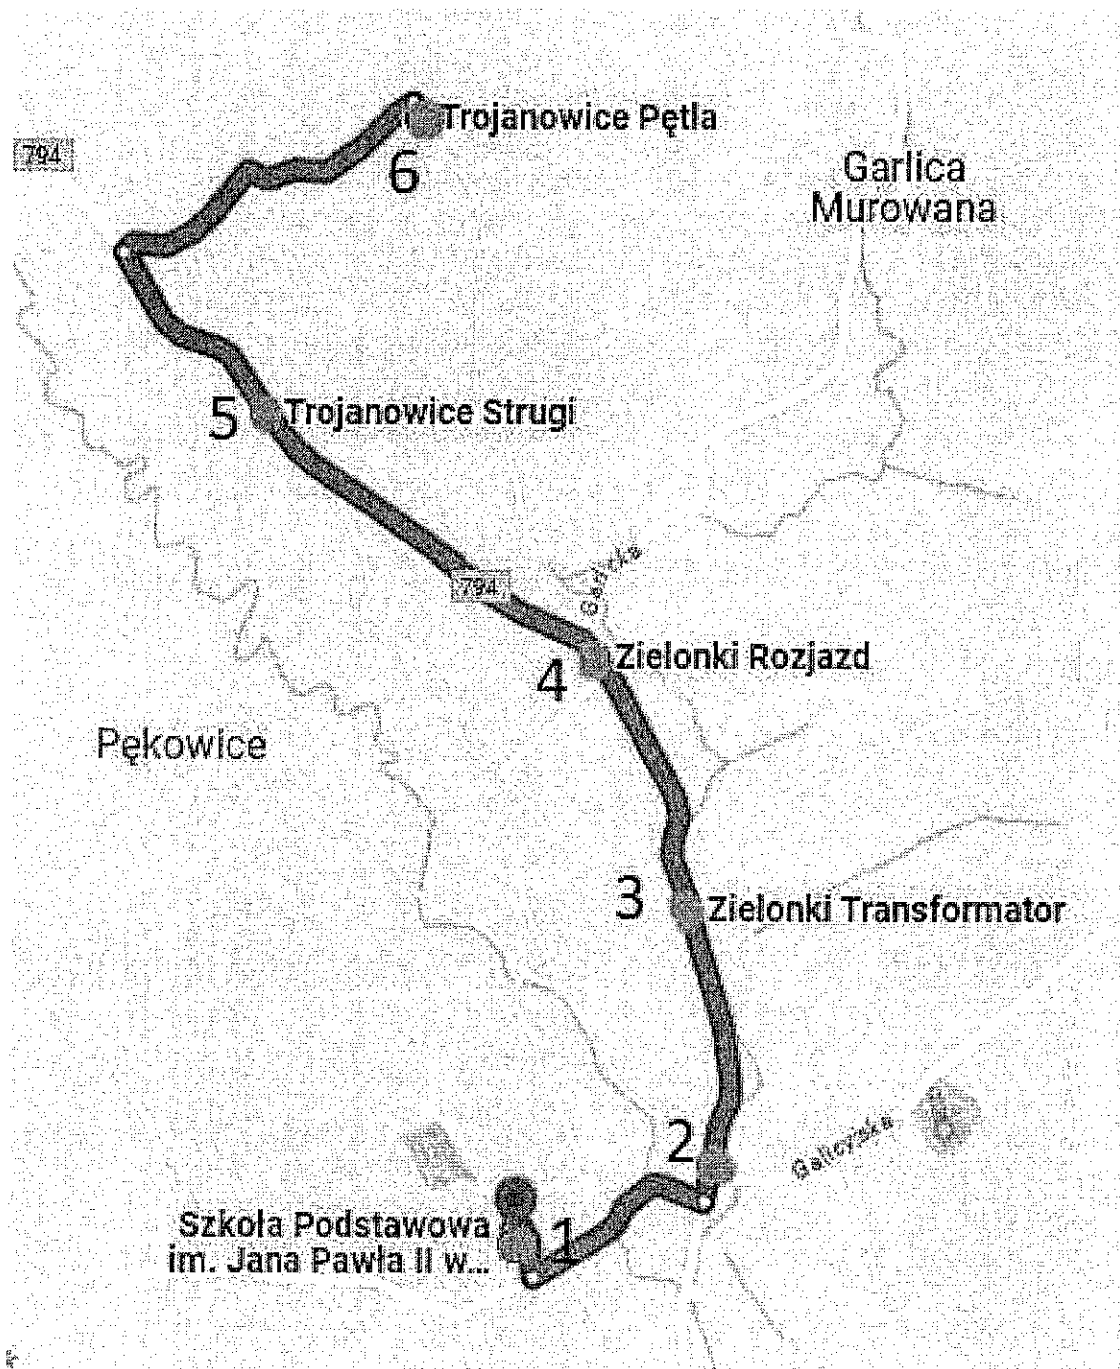 Trojanowice Pętla
794
6
Garlica
Murowana
5
Trojanowice Strugi
794
Zielonki Rozjazd
4
Pękowice
3
Zielonki Transformator
2
Galicyjska
Szkoła Podstawowa
im. Jana Pawła II w...
1